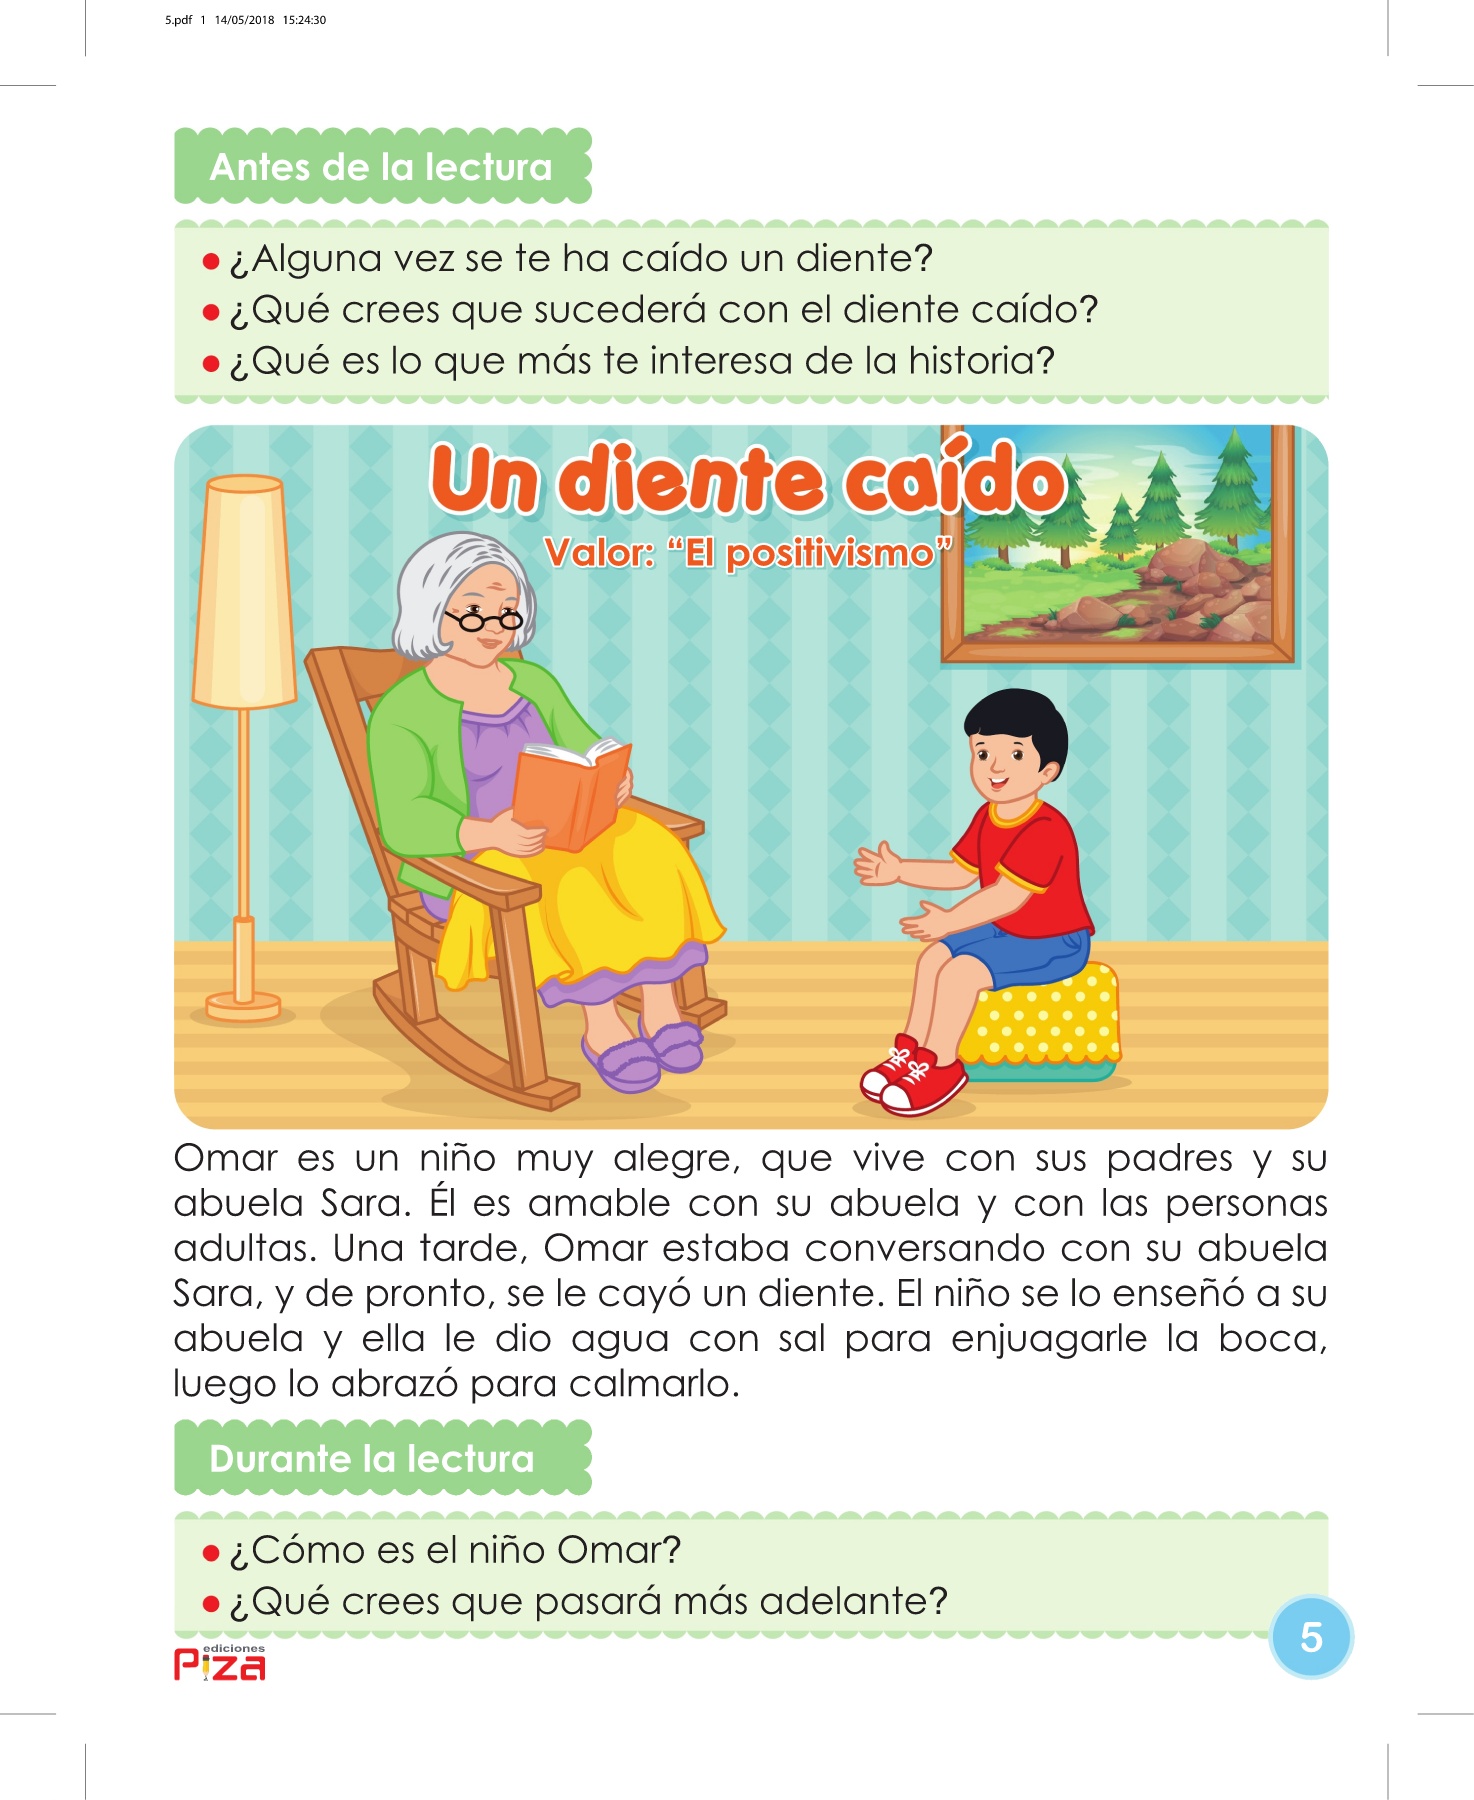 5.pdf 1 14/05/2018 15:24:30
Antes de la lectura
¿Alguna vez se te ha caído un diente?
¿Qué crees que sucederá con el diente caído?
¿Qué es lo que más te interesa de la historia?
Un diente caído
Valor: “El positivismo”
Omar es un niño muy alegre, que vive con sus padres y su
abuela Sara. Él es amable con su abuela y con las personas
adultas. Una tarde, Omar estaba conversando con su abuela
Sara, y de pronto, se le cayó un diente. El niño se lo enseñó a su
abuela y ella le dio agua con sal para enjuagarle la boca,
luego lo abrazó para calmarlo.
Durante la lectura
¿Cómo es el niño Omar?
¿Qué crees que pasará más adelante?
ediciones
Piza
5